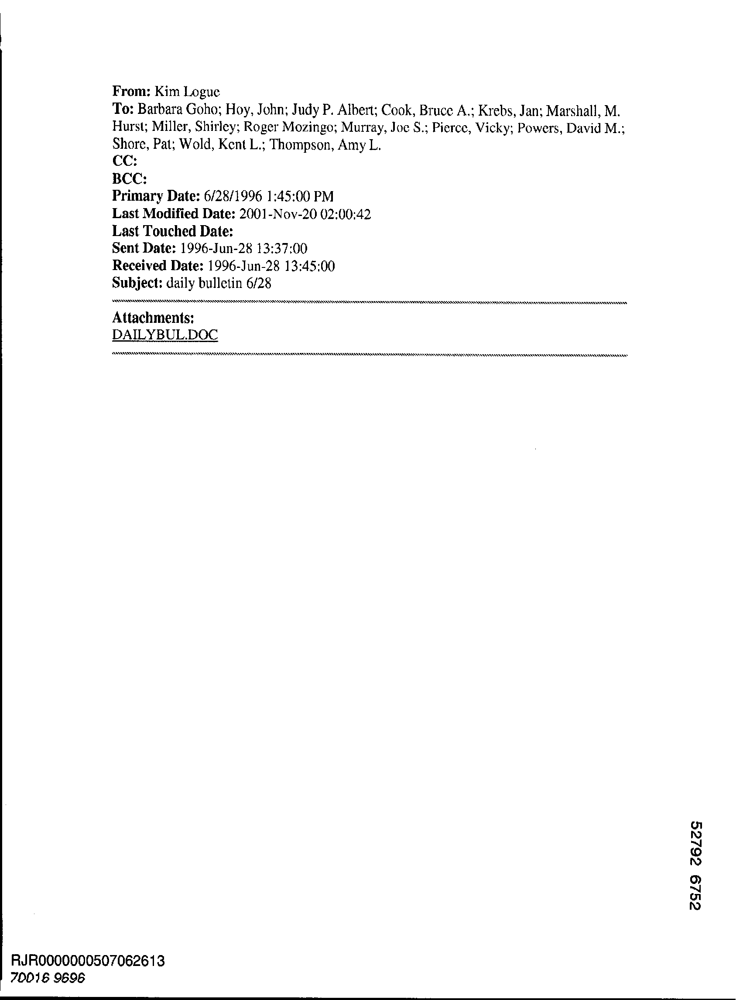 From: Kim Logue
To: Barbara Goho; Hoy, John; Judy P. Albert; Cook, Bruce A.; Krebs, Jan; Marshall, M.
Hurst; Miller, Shirley; Roger Mozingo; Murray, Joe S.; Pierce, Vicky; Powers, David M.;
Shore, Pat; Wold, Kent L.; Thompson, Amy L.
CC:
BCC:
Primary Date: 6/28/1996 1:45:00 PM
Last Modified Date: 2001-Nov-20 02:00:42
Last Touched Date:
Sent Date: 1996-Jun-28 13:37:00
Received Date: 1996-Jun-28 13:45:00
Subject: daily bulletin 6/28
Attachments:
DAILYBUL.DOC
52792 6752
RJR0000000507062613
70016 9696